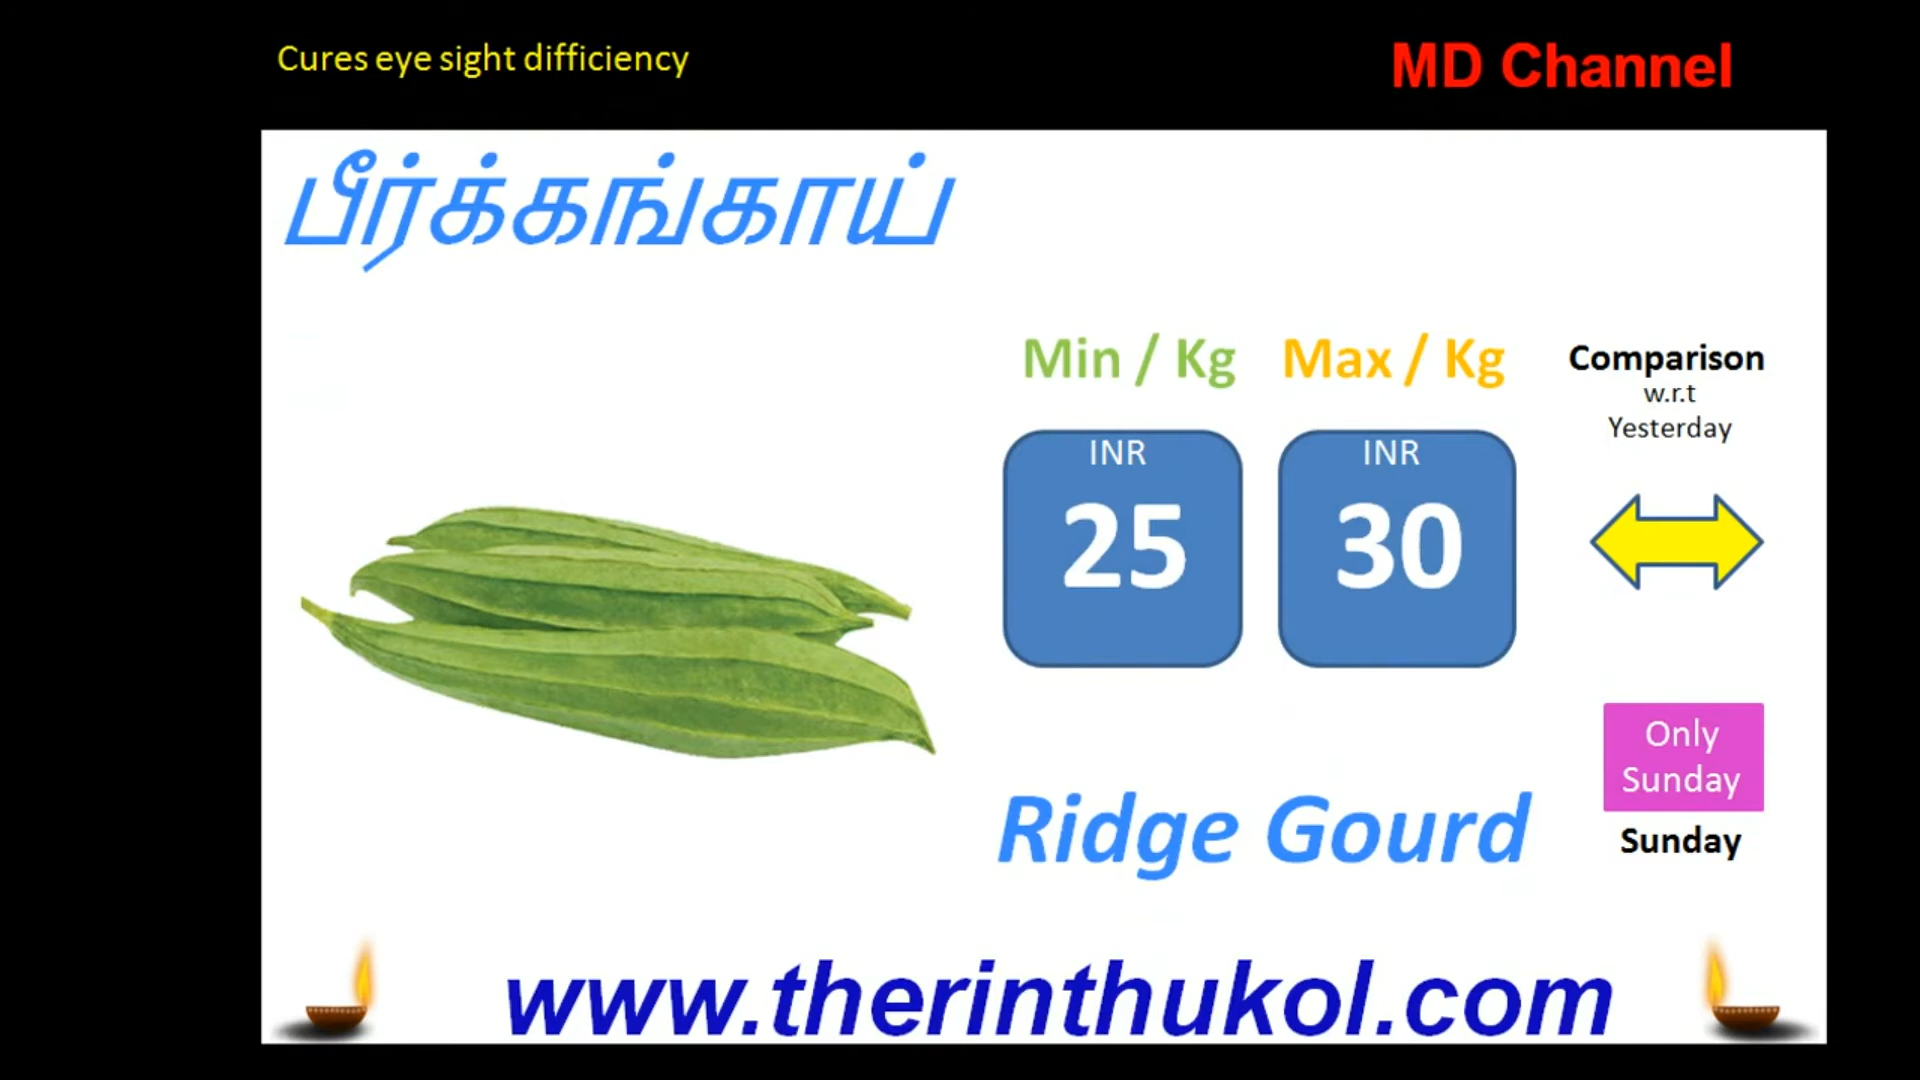 Cures eye sight difficiency
MD Channel
பீர்க்கங்காய்
Min / Kg
Max / Kg
Comparison
w.r.t
Yesterday
INR
25
INR
30
Only
Sunday
Sunday
Ridge Gourd
www.therinthukol.com